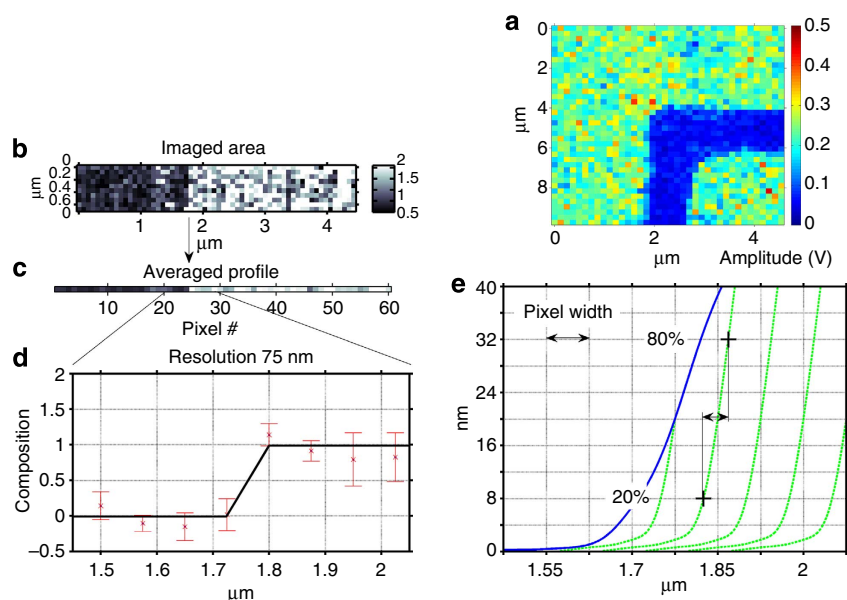 a
0
2
4
6
8
μm
0 2 4
μm
0.5
0.4
0.3
0.2
0.1
0
Amplitude (V)
b
Imaged area
0
0.2
0.4
0.6
0
μm
1 2 3 4
μm
2
1.5
1
0.5
c
Averaged profile
10 20 30 40 50 60
Pixel #
d
Resolution 75 nm
2
1.5
1
0.5
0
−0.5
Composition
1.5 1.6 1.7 1.8 1.9 2
μm
e
40
32
24
16
8
0
nm
Pixel width
80%
20%
1.55 1.7 1.85 2
μm